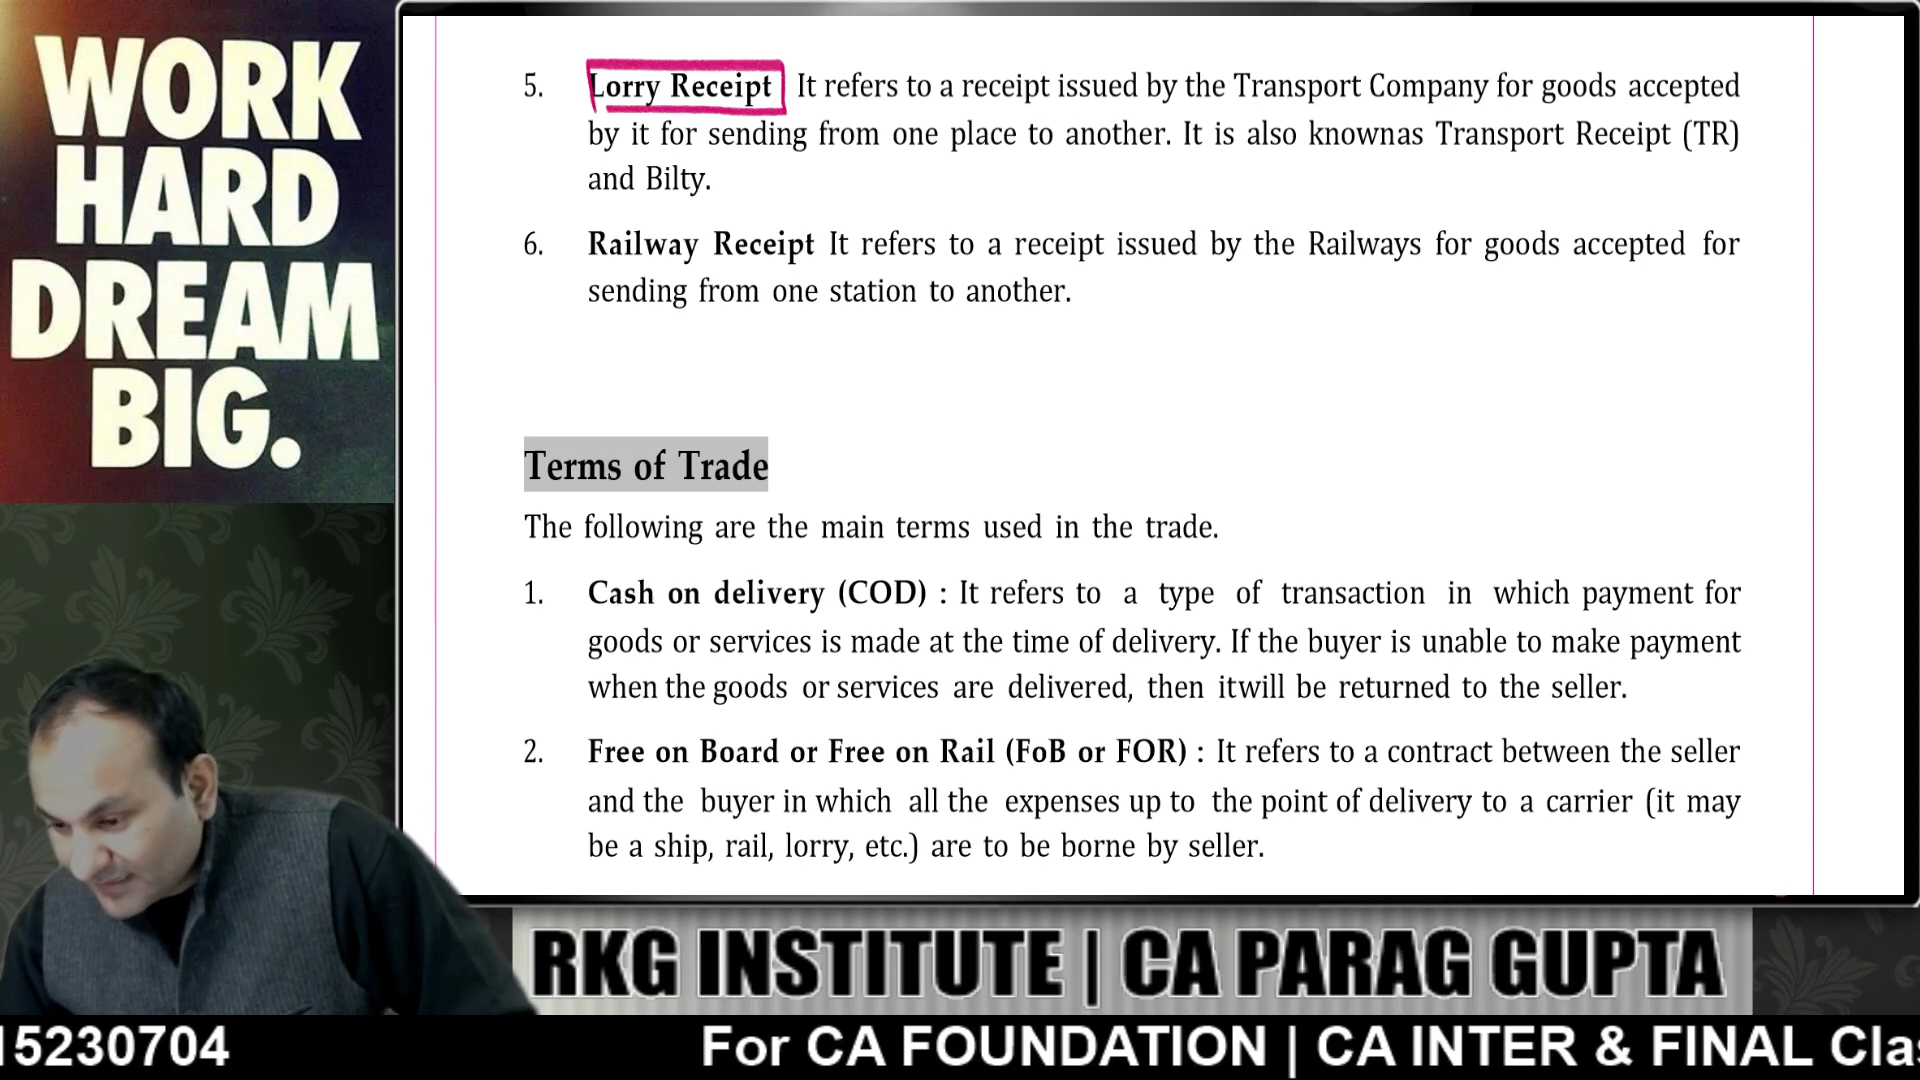 WORK
HARD
DREAM
BIG.
5. Lorry Receipt It refers to a receipt issued by the Transport Company for goods accepted
by it for sending from one place to another. It is also knownas Transport Receipt (TR)
and Bilty.
6. Railway Receipt It refers to a receipt issued by the Railways for goods accepted for
sending from one station to another.
Terms of Trade
The following are the main terms used in the trade.
1. Cash on delivery (COD) : It refers to a type of transaction in which payment for
goods or services is made at the time of delivery. If the buyer is unable to make payment
when the goods or services are delivered, then itwill be returned to the seller.
2. Free on Board or Free on Rail (FoB or FOR) : It refers to a contract between the seller
and the buyer in which all the expenses up to the point of delivery to a carrier (it may
be a ship, rail, lorry, etc.) are to be borne by seller.
RKG INSTITUTE | CA PARAG GUPTA
15230704 For CA FOUNDATION | CA INTER & FINAL Clas